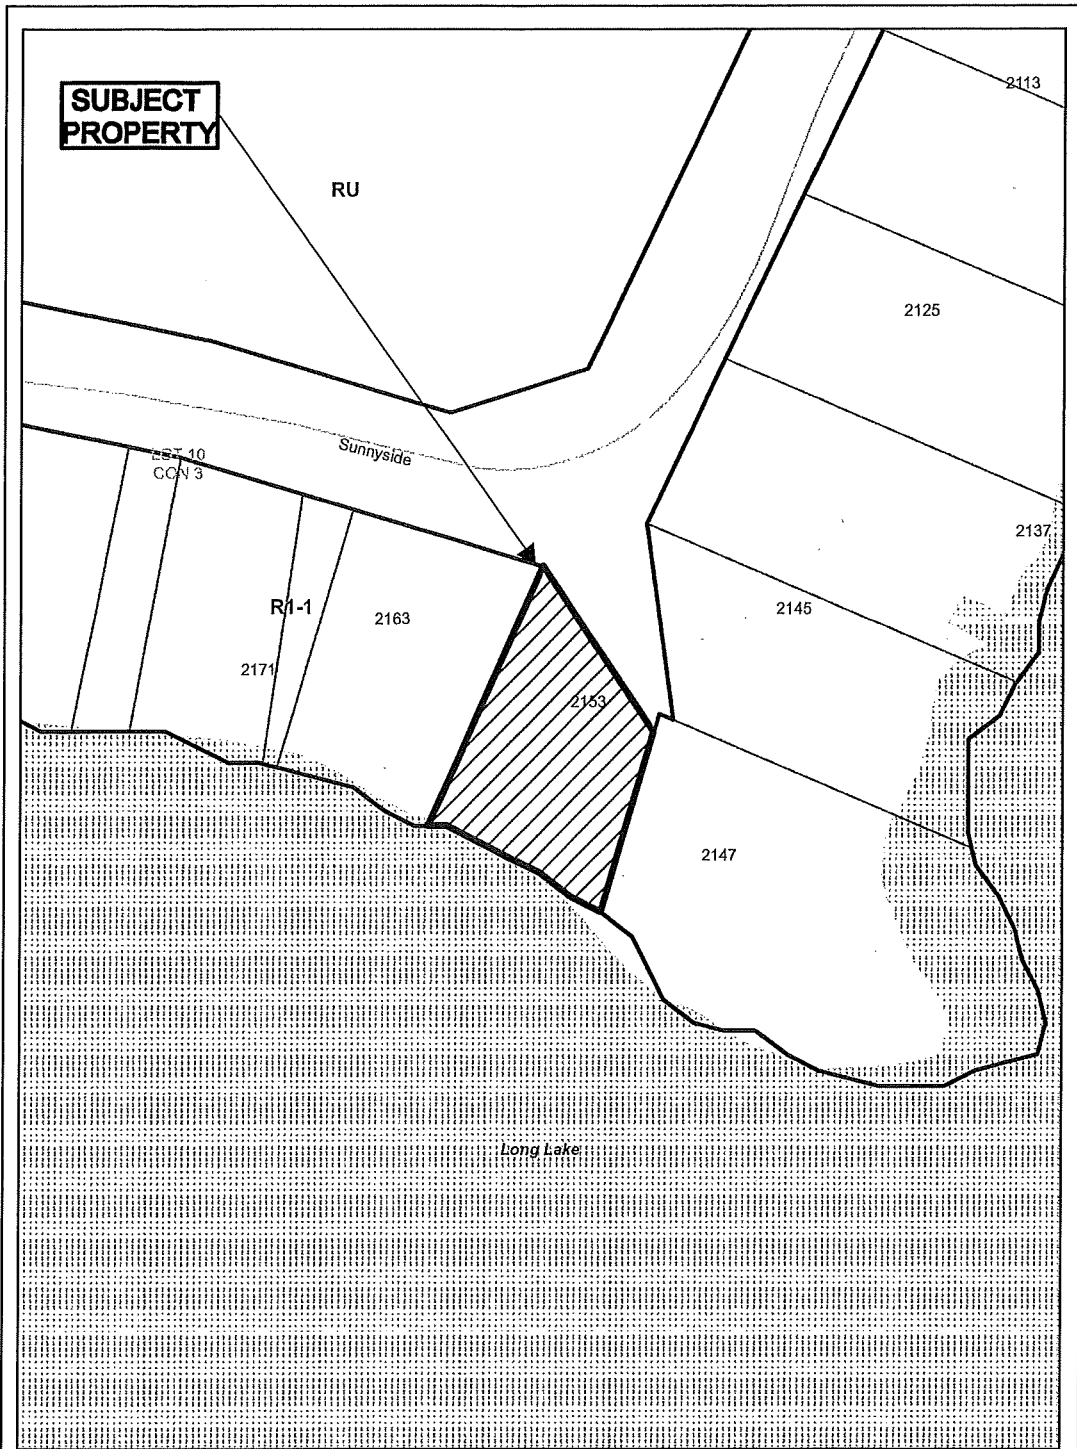 SUBJECT
PROPERTY
2113
RU
2125
Sunnyside
LOT 10
CON 3
2137
R1-1
2163
2145
2171
2153
2147
Long Lake